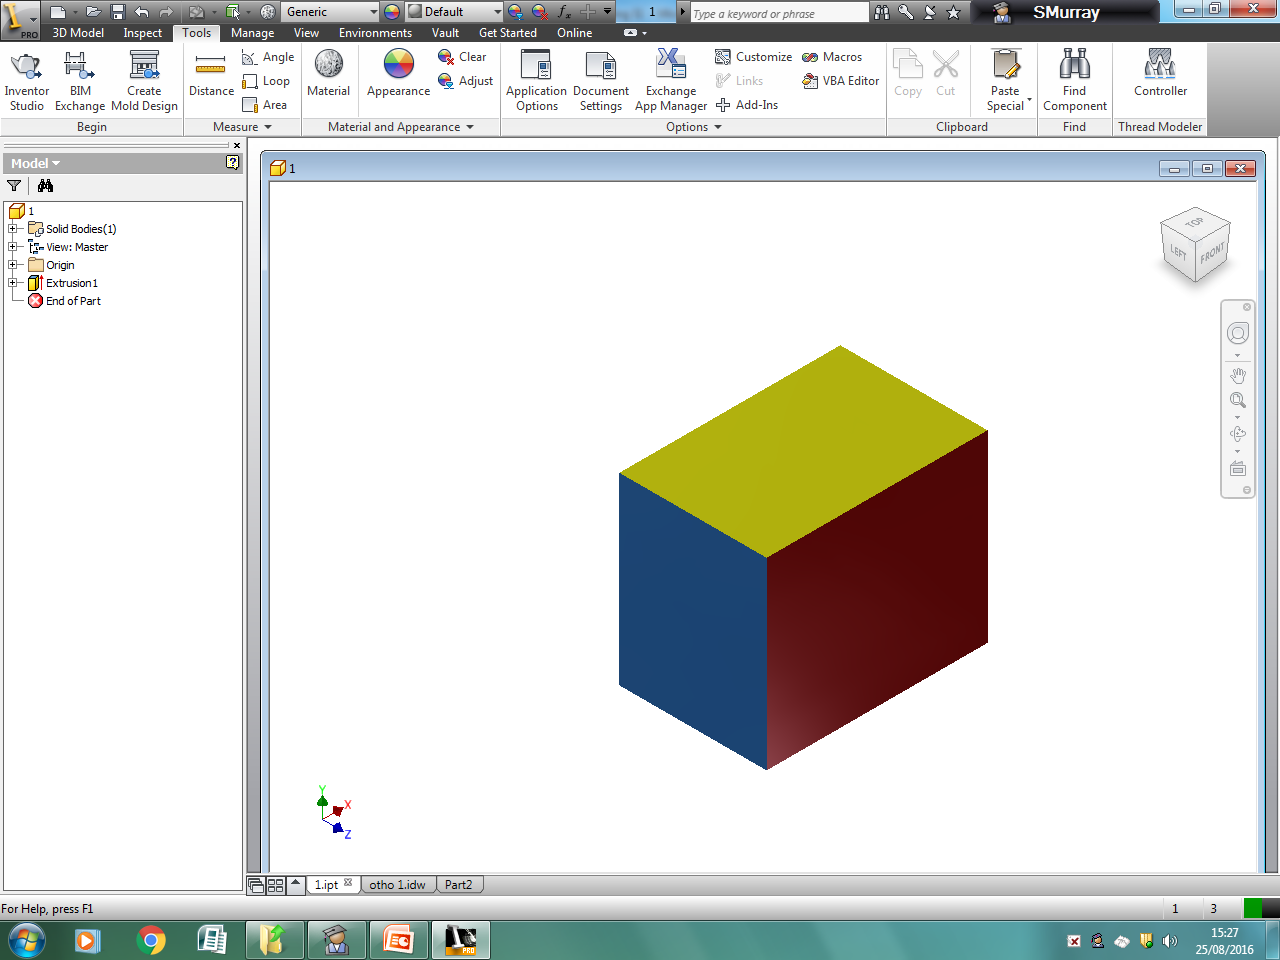 PRO
Generic
Default
1
Type a keyword or phrase
SMurray
3D Model Inspect Tools Manage View Environments Vault Get Started Online
Inventor Studio
BIM Exchange
Create Mold Design
Begin
Distance
Angle
Loop
Area
Measure
Material
Appearance
Clear
Adjust
Material and Appearance
Application Options
Document Settings
Exchange App Manager
Customize
Links
Add-Ins
Macros
VBA Editor
Options
Copy
Cut
Paste Special
Clipboard
Find Component
Find
Controller
Thread Modeler
Model
1
Solid Bodies(1)
View: Master
Origin
Extrusion1
End of Part
1
TOP
LEFT
FRONT
Y
X
Z
1.ipt
otho 1.idw
Part2
For Help, press F1
1
3
PRO
15:27
25/08/2016